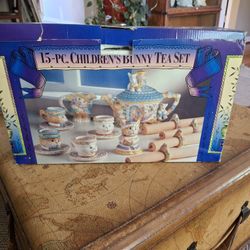 15-PC. CHILDREN'S BUNNY TEA SET